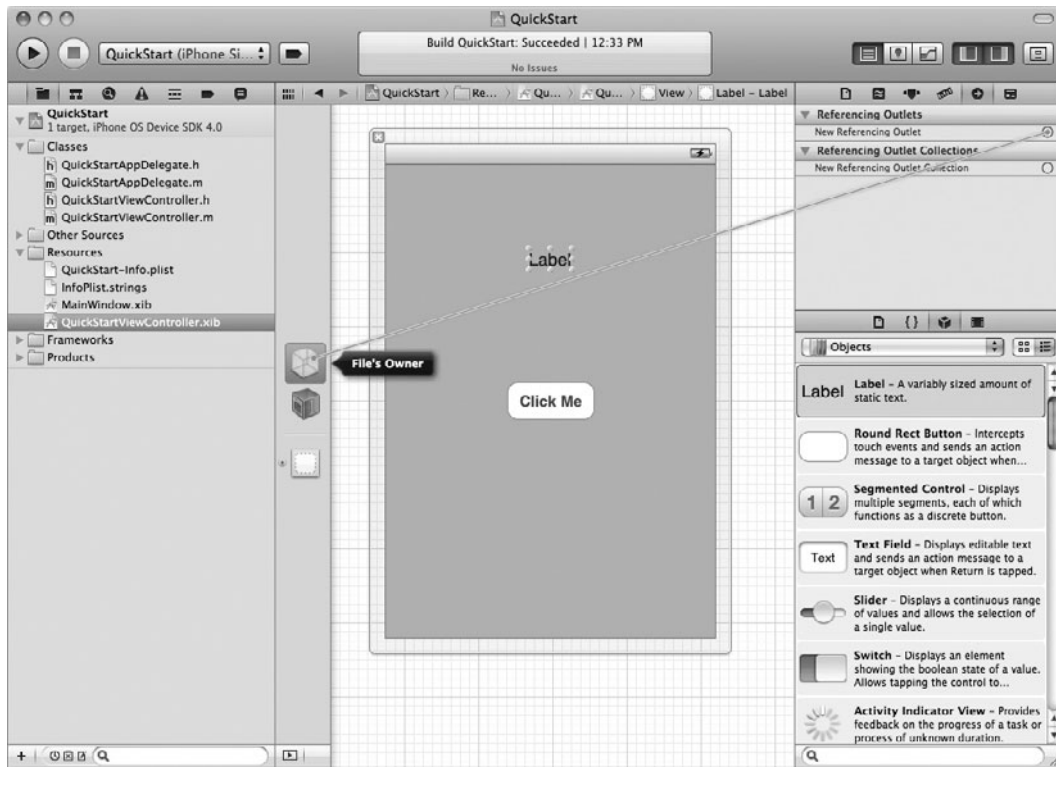 QuickStart
QuickStart (iPhone Si...
Build QuickStart: Succeeded | 12:33 PM
No Issues
QuickStart
1 target, iPhone OS Device SDK 4.0
Classes
h QuickStartAppDelegate.h
m QuickStartAppDelegate.m
h QuickStartViewController.h
m QuickStartViewController.m
Other Sources
Resources
QuickStart-Info.plist
InfoPlist.strings
MainWindow.xib
QuickStartViewController.xib
Frameworks
Products
QuickStart Re... Qu... Qu... View Label – Label
Label
File's Owner
Click Me
Referencing Outlets
New Referencing Outlet
Referencing Outlet Collections
New Referencing Outlet Collection
{}
Objects
Label
Label – A variably sized amount of
static text.
Round Rect Button – Intercepts
touch events and sends an action
message to a target object when...
1 2
Segmented Control – Displays
multiple segments, each of which
functions as a discrete button.
Text
Text Field – Displays editable text
and sends an action message to a
target object when Return is tapped.
Slider – Displays a continuous range
of values and allows the selection of
a single value.
Switch – Displays an element
showing the boolean state of a value.
Allows tapping the control to...
Activity Indicator View – Provides
feedback on the progress of a task or
process of unknown duration.